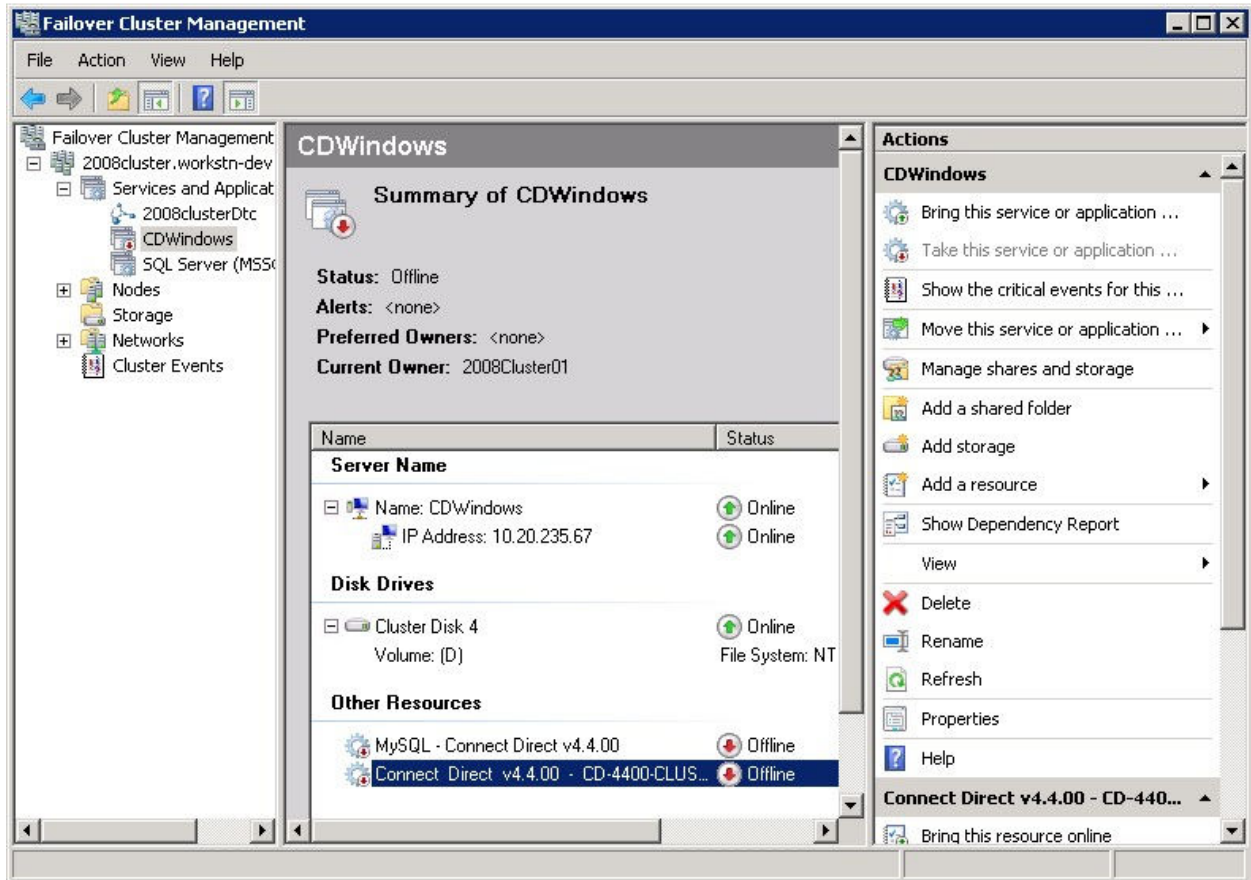 Failover Cluster Management
File Action View Help
Failover Cluster Management
2008cluster.workstn-dev
Services and Applicat
2008clusterDtc
CDWindows
SQL Server (MSS
Nodes
Storage
Networks
Cluster Events
CDWindows
Summary of CDWindows
Status: Offline
Alerts: <none>
Preferred Owners: <none>
Current Owner: 2008Cluster01
Name Status
Server Name
Name: CDWindows Online
IP Address: 10.20.235.67 Online
Disk Drives
Cluster Disk 4 Online
Volume: (D) File System: NT
Other Resources
MySQL - Connect Direct v4.4.00 Offline
Connect Direct v4.4.00 - CD-4400-CLUS... Offline
Actions
CDWindows
Bring this service or application ...
Take this service or application ...
Show the critical events for this ...
Move this service or application ...
Manage shares and storage
Add a shared folder
Add storage
Add a resource
Show Dependency Report
View
Delete
Rename
Refresh
Properties
Help
Connect Direct v4.4.00 - CD-440...
Bring this resource online